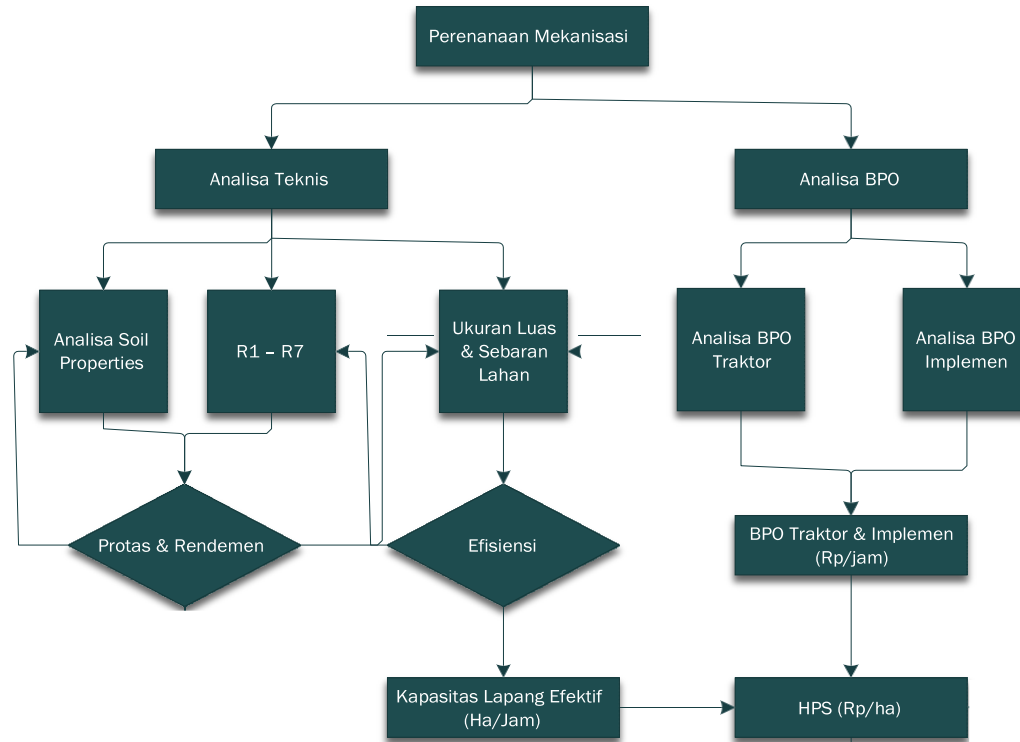 Perenanaan Mekanisasi
Analisa Teknis
Analisa BPO
Analisa Soil
Properties
R1 – R7
Ukuran Luas
& Sebaran
Lahan
Analisa BPO
Traktor
Analisa BPO
Implemen
Protas & Rendemen
Efisiensi
BPO Traktor & Implemen
(Rp/jam)
Kapasitas Lapang Efektif
(Ha/Jam)
HPS (Rp/ha)